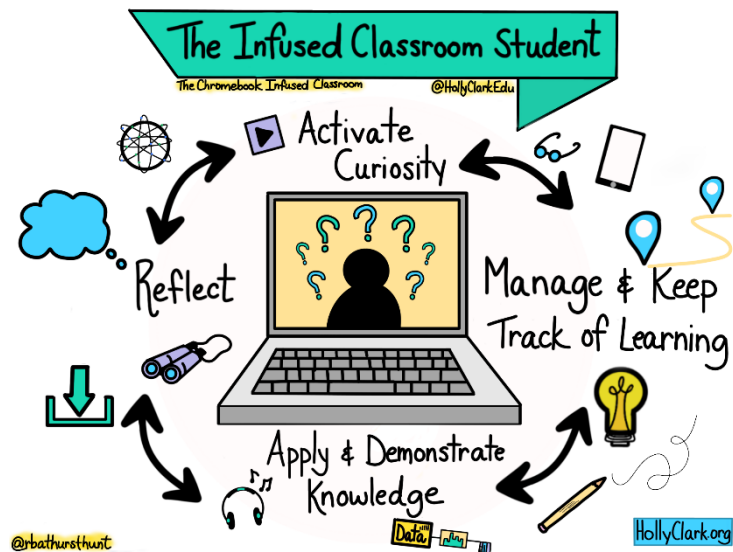 The Infused Classroom Student
The Chromebook Infused Classroom
@HollyClarkEdu
Activate
Curiosity
Reflect
Manage & Keep
Track of Learning
Apply & Demonstrate
Knowledge
Data
@rbathursthunt
HollyClark.org